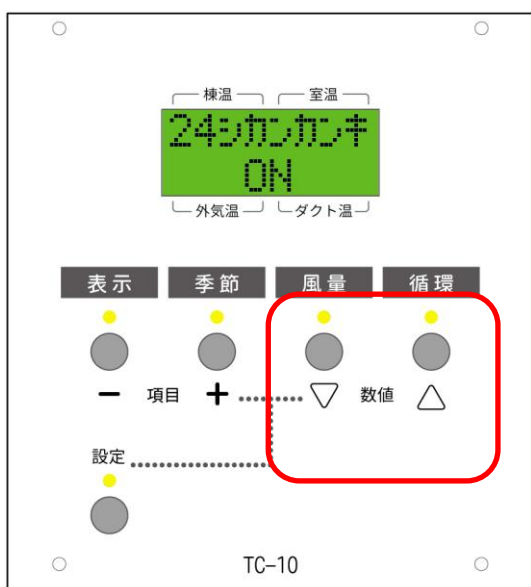 棟温 室温
24シカンカンキ
ON
外気温 ダクト温
表示 季節 風量 循環
− 項目 + ▽ 数値 △
設定
TC-10